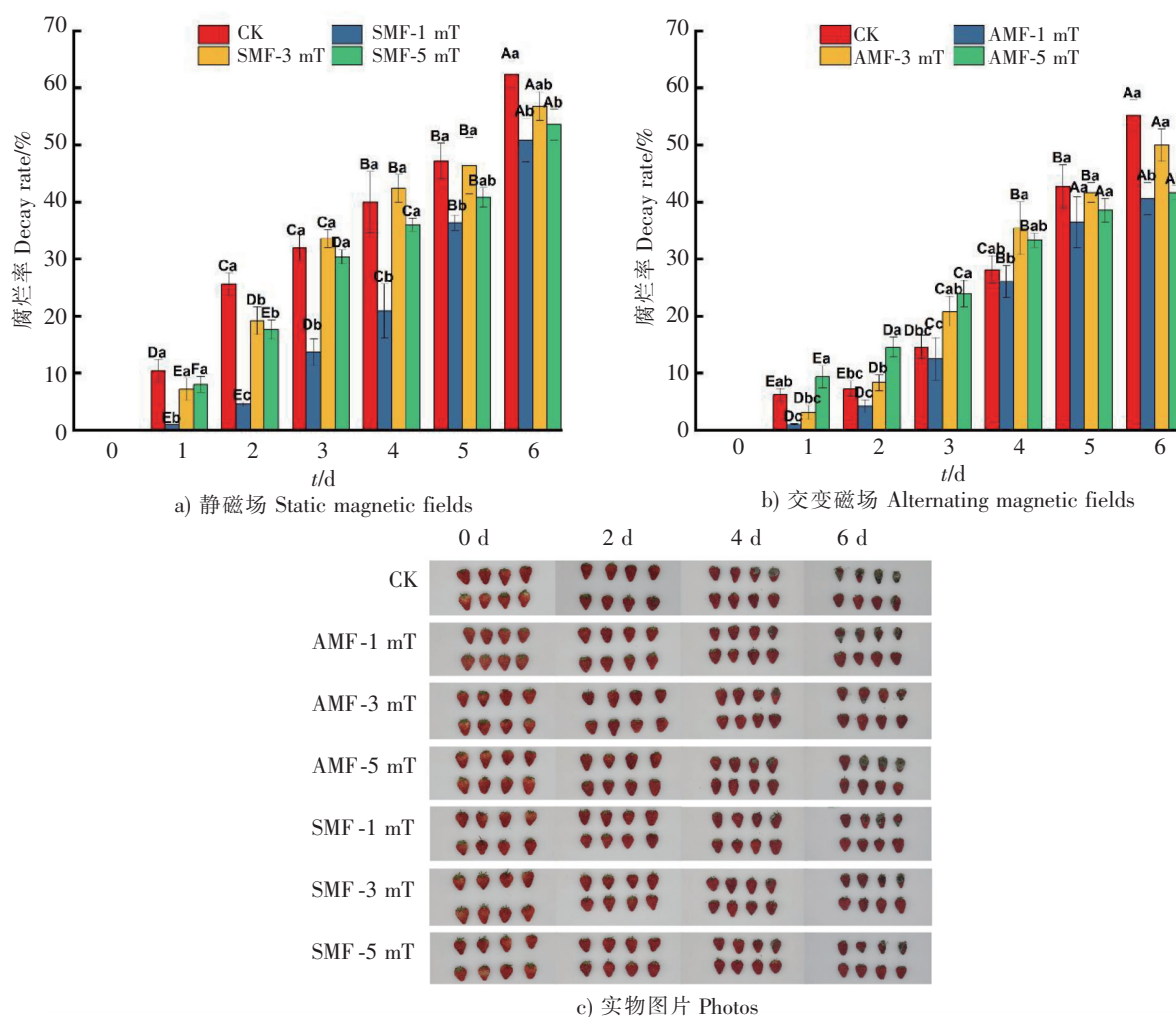 70
60
50
40
30
20
10
0
腐烂率 Decay rate/%
CK SMF-1 mT
SMF-3 mT SMF-5 mT
Da Eb Ea Fa
Ca Ec Db Eb
Ca Db Ca Da
Ba Cb Ba Ca
Ba Bb Ba Bab
Aa Ab Aab Ab
0 1 2 3 4 5 6
t/d
a) 静磁场 Static magnetic fields
70
60
50
40
30
20
10
0
腐烂率 Decay rate/%
CK AMF-1 mT
AMF-3 mT AMF-5 mT
Eab Dc Dbc Ea
Ebc Dc Db Da
Dbc Cc Cab Ca
Cab Bb Ba Bab
Ba Aa Ba Aa
Aa Ab Aa
0 1 2 3 4 5 6
t/d
b) 交变磁场 Alternating magnetic fields
0 d 2 d 4 d 6 d
CK
AMF-1 mT
AMF-3 mT
AMF-5 mT
SMF-1 mT
SMF-3 mT
SMF-5 mT
c) 实物图片 Photos